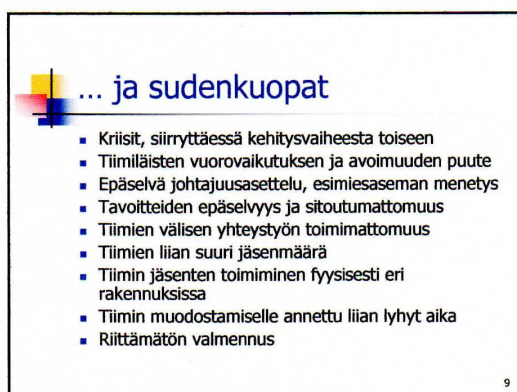 ... ja sudenkuopat
Kriisit, siirryttäessä kehitysvaiheesta toiseen
Tiimiläisten vuorovaikutuksen ja avoimuuden puute
Epäselvä johtajuusasettelu, esimiesaseman menetys
Tavoitteiden epäselvyys ja sitoutumattomuus
Tiimien välisen yhteystyön toimimattomuus
Tiimien liian suuri jäsenmäärä
Tiimin jäsenten toimiminen fyysisesti eri
rakennuksissa
Tiimin muodostamiselle annettu liian lyhyt aika
Riittämätön valmennus
9